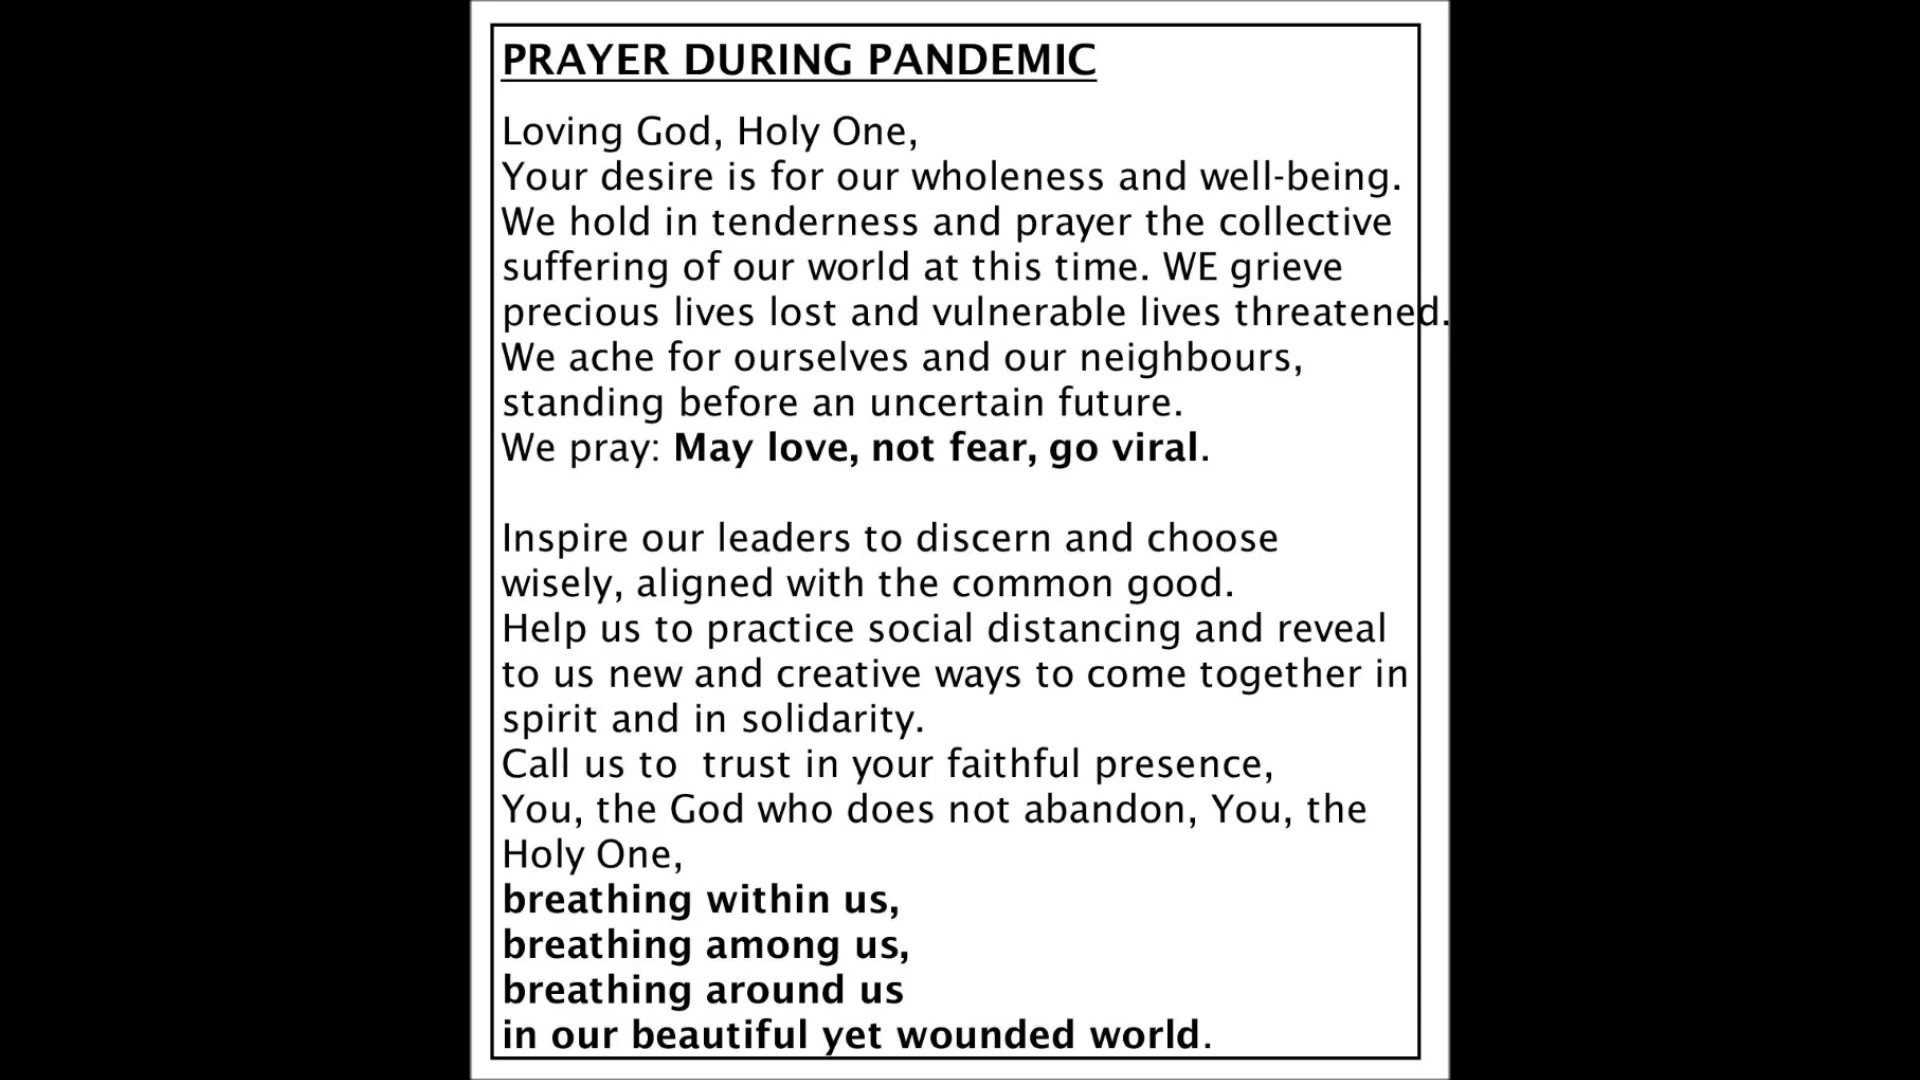 PRAYER DURING PANDEMIC
Loving God, Holy One,
Your desire is for our wholeness and well-being.
We hold in tenderness and prayer the collective
suffering of our world at this time. WE grieve
precious lives lost and vulnerable lives threatened.
We ache for ourselves and our neighbours,
standing before an uncertain future.
We pray: May love, not fear, go viral.
Inspire our leaders to discern and choose
wisely, aligned with the common good.
Help us to practice social distancing and reveal
to us new and creative ways to come together in
spirit and in solidarity.
Call us to  trust in your faithful presence,
You, the God who does not abandon, You, the
Holy One,
breathing within us,
breathing among us,
breathing around us
in our beautiful yet wounded world.